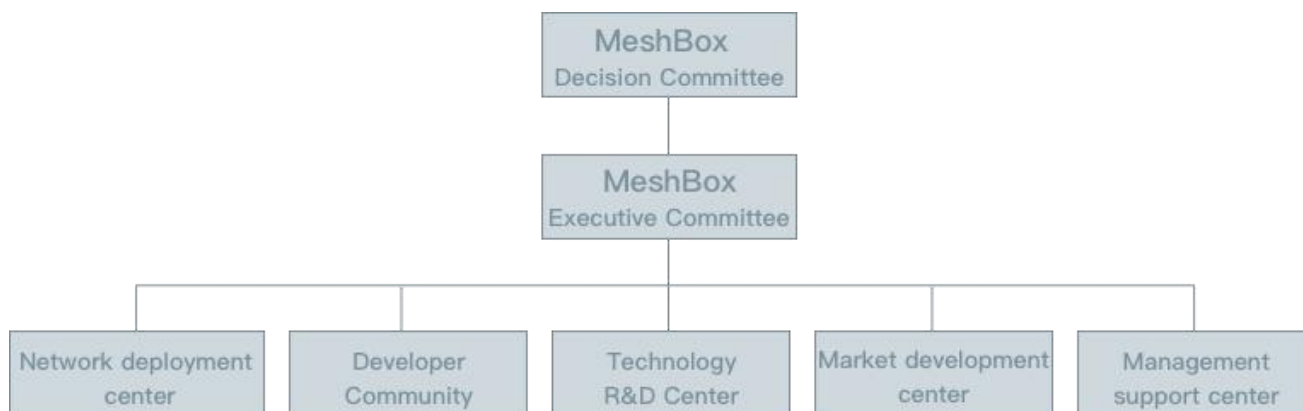 MeshBox
Decision Committee
MeshBox
Executive Committee
Network deployment
center
Developer
Community
Technology
R&D Center
Market development
center
Management
support center